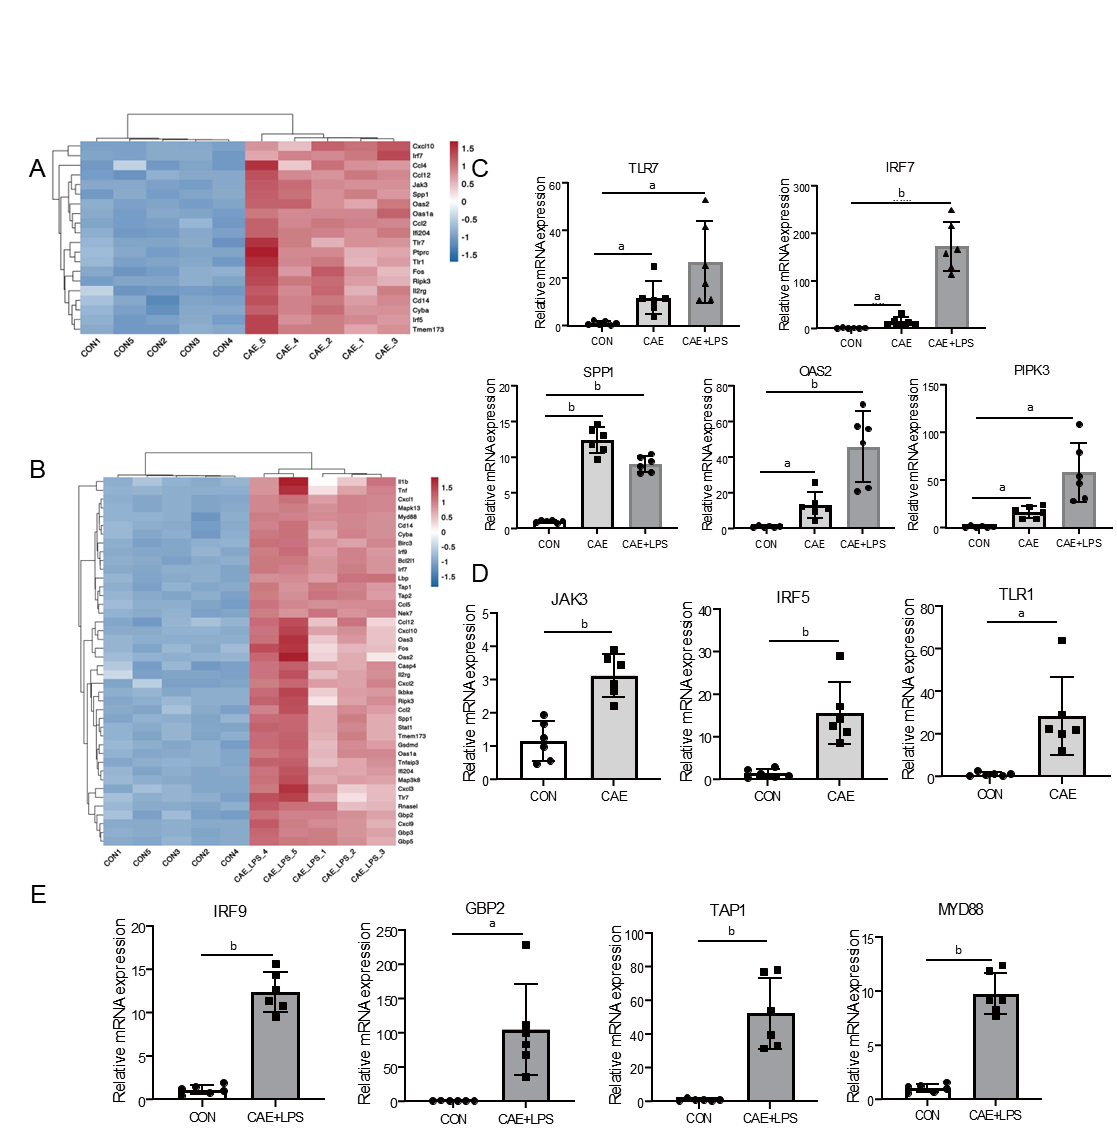 A
Cxcl10
Irf7
Ccl4
Ccl12
Jak3
Spp1
Oas2
Oas1a
Ccl2
Ifi204
Tlr7
Ptprc
Tlr1
Fos
Ripk3
Il2rg
Cd14
Cyba
Irf5
Tmem173
1.5
1
0.5
0
-0.5
-1
-1.5
CON1
CON5
CON2
CON3
CON4
CAE_5
CAE_4
CAE_2
CAE_1
CAE_3
B
Il1b
Tnf
Cxcl1
Mapk13
Myd88
Cd14
Cyba
Birc3
Irf9
Bcl2l1
Irf7
Lbp
Tap1
Tap2
Ccl5
Nek7
Ccl12
Cxcl10
Oas3
Fos
Oas2
Casp4
Il2rg
Cxcl2
Ikbke
Ripk3
Ccl2
Spp1
Stat1
Tmem173
Gsdmd
Oas1a
Tnfaip3
Ifi204
Map3k8
Cxcl3
Tlr7
Rnasel
Gbp2
Cxcl9
Gbp3
Gbp5
1.5
1
0.5
0
-0.5
-1
-1.5
CON1
CON5
CON3
CON2
CON4
CAE_LPS_4
CAE_LPS_5
CAE_LPS_1
CAE_LPS_2
CAE_LPS_3
C
TLR7
Relative mRNA expression
60
40
20
0
a
a
CON
CAE
CAE+LPS
IRF7
Relative mRNA expression
300
200
100
0
b
a
CON
CAE
CAE+LPS
SPP1
Relative mRNA expression
20
15
10
5
0
b
b
CON
CAE
CAE+LPS
OAS2
Relative mRNA expression
80
60
40
20
0
b
a
CON
CAE
CAE+LPS
PIPK3
Relative mRNA expression
150
100
50
0
a
a
CON
CAE
CAE+LPS
D
JAK3
Relative mRNA expression
5
4
3
2
1
0
b
CON
CAE
IRF5
Relative mRNA expression
40
30
20
10
0
b
CON
CAE
TLR1
Relative mRNA expression
80
60
40
20
0
a
CON
CAE
E
IRF9
Relative mRNA expression
20
15
10
5
0
b
CON
CAE+LPS
GBP2
Relative mRNA expression
250
200
150
100
50
0
a
CON
CAE+LPS
TAP1
Relative mRNA expression
100
80
60
40
20
0
b
CON
CAE+LPS
MYD88
Relative mRNA expression
15
10
5
0
b
CON
CAE+LPS